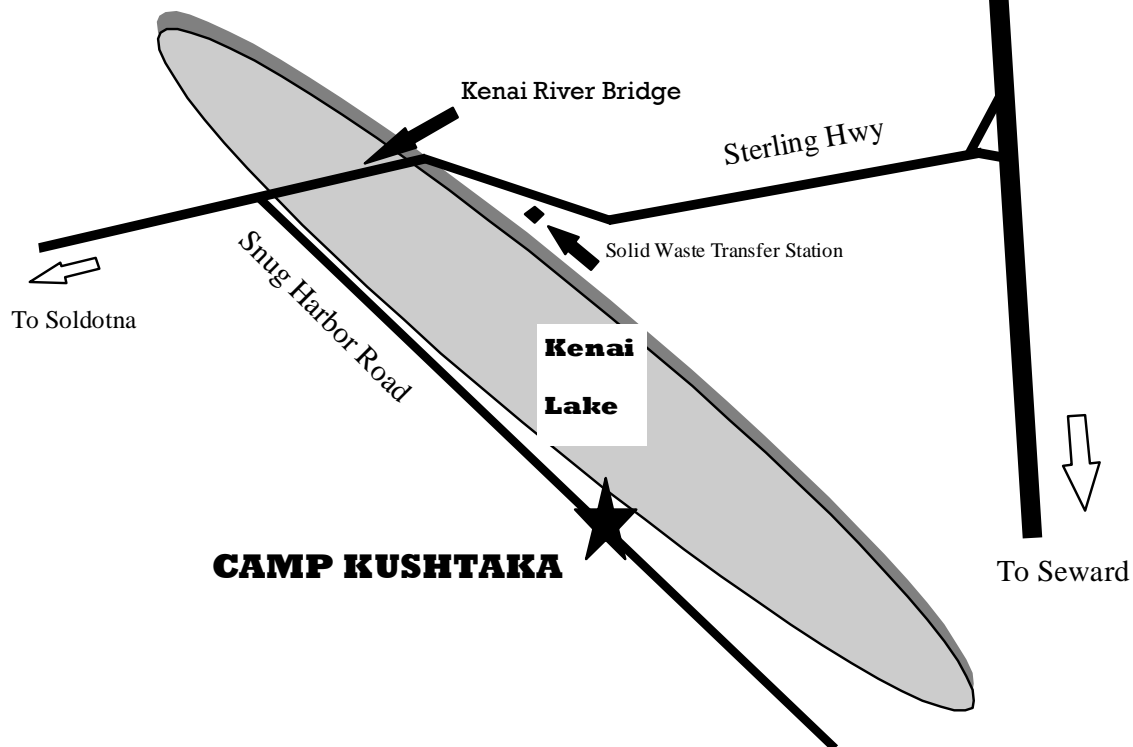 Kenai River Bridge
Sterling Hwy
Solid Waste Transfer Station
Snug Harbor Road
To Soldotna
Kenai
Lake
CAMP KUSHTAKA
To Seward